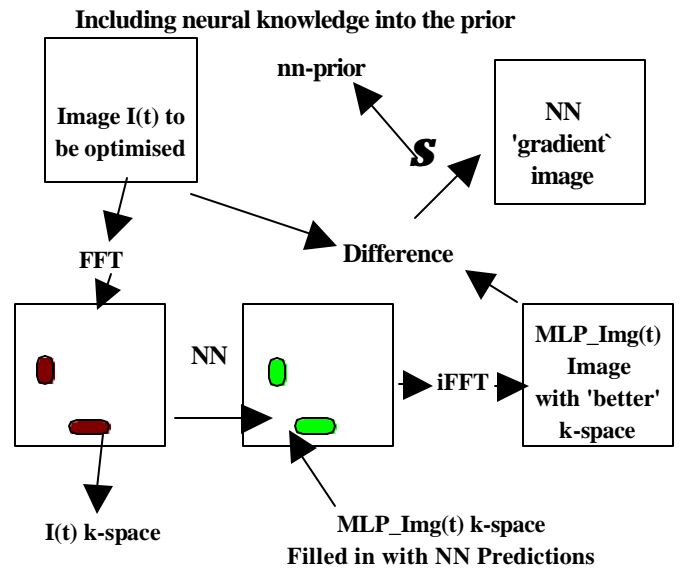 Including neural knowledge into the prior
nn-prior
Image I(t) to
be optimised
NN
'gradient`
image
S
Difference
FFT
NN
iFFT
MLP_Img(t)
Image
with 'better'
k-space
I(t) k-space
MLP_Img(t) k-space
Filled in with NN Predictions